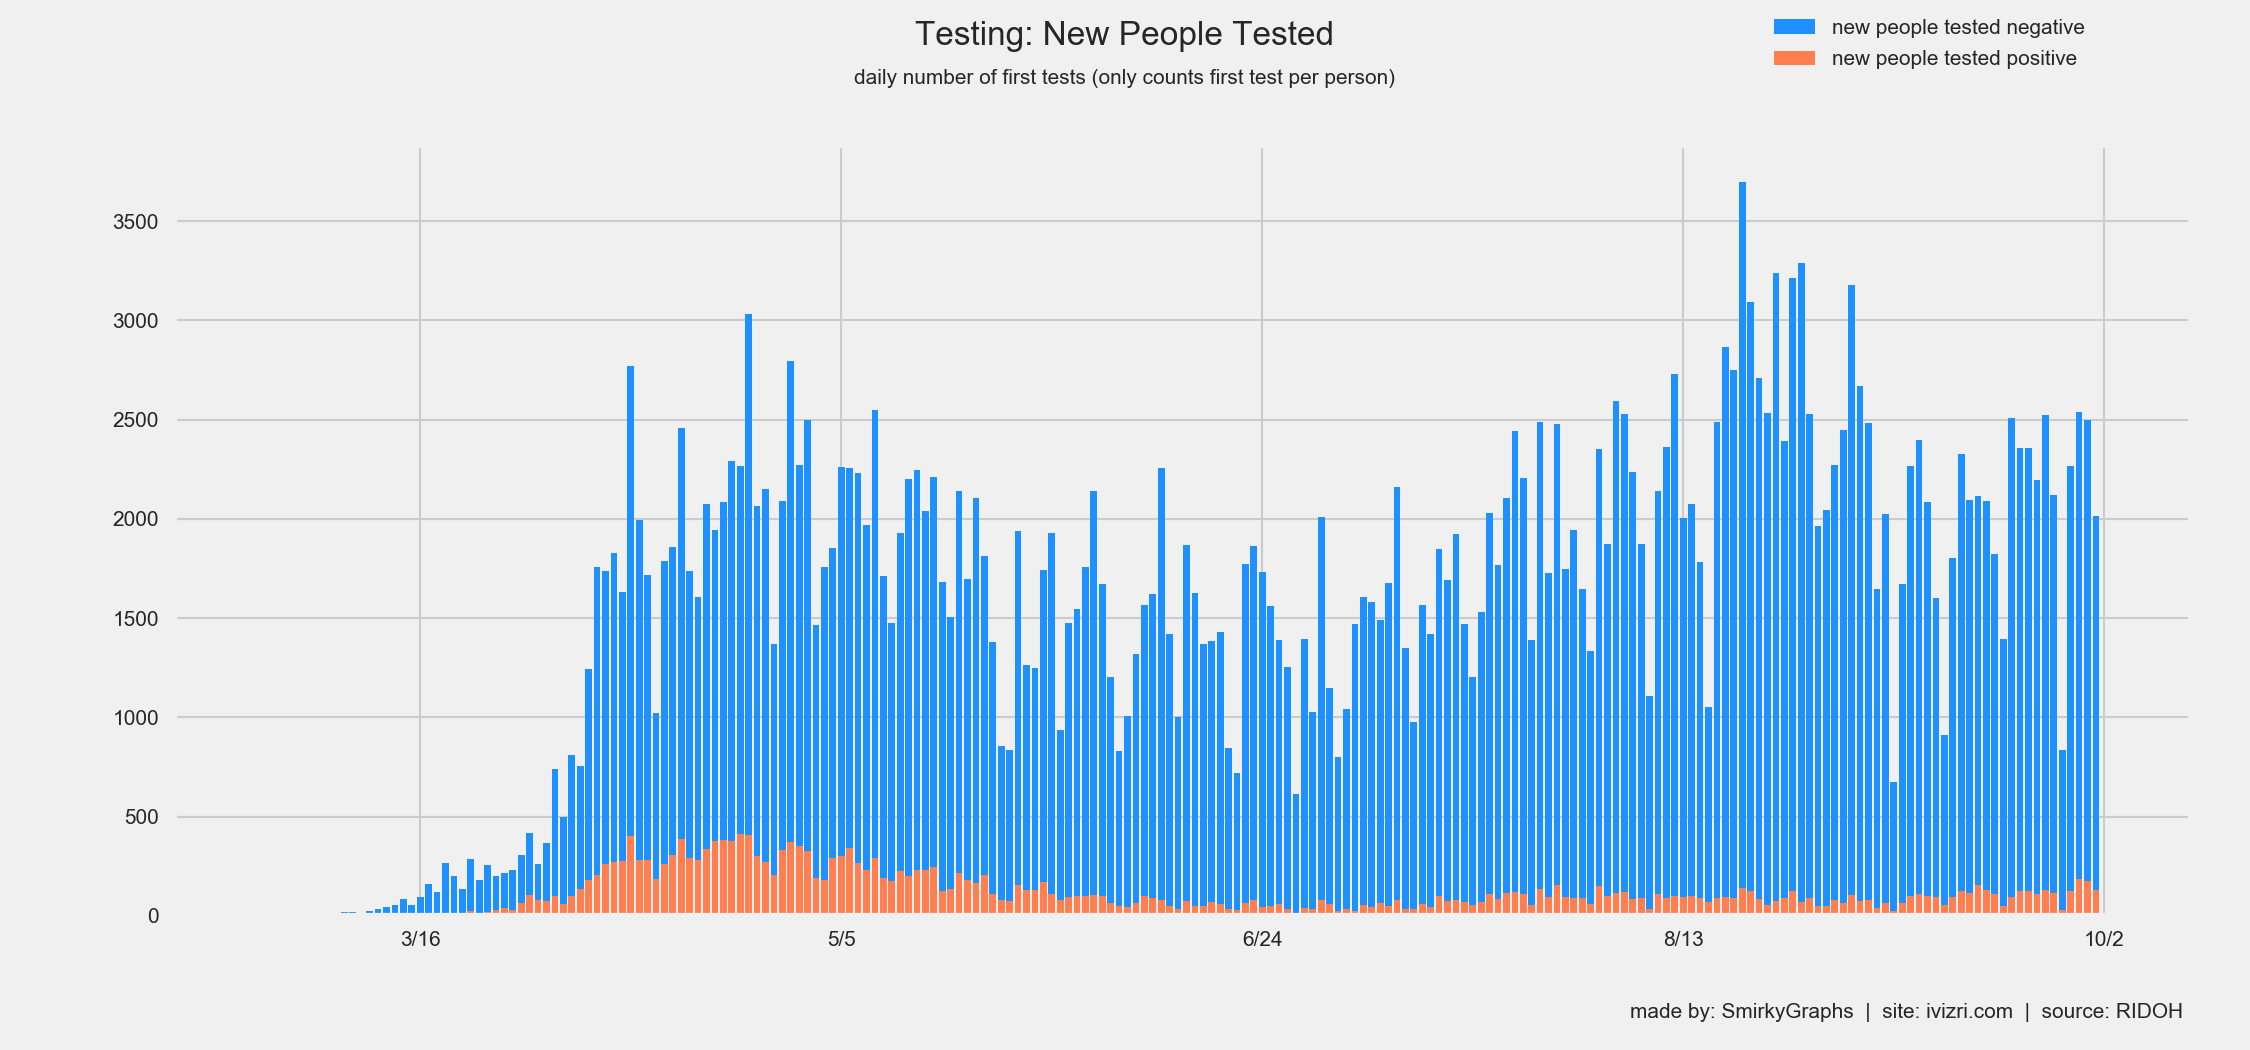 Testing: New People Tested
daily number of first tests (only counts first test per person)
new people tested negative
new people tested positive
3500
3000
2500
2000
1500
1000
500
0
3/16 5/5 6/24 8/13 10/2
made by: SmirkyGraphs | site: ivizri.com | source: RIDOH